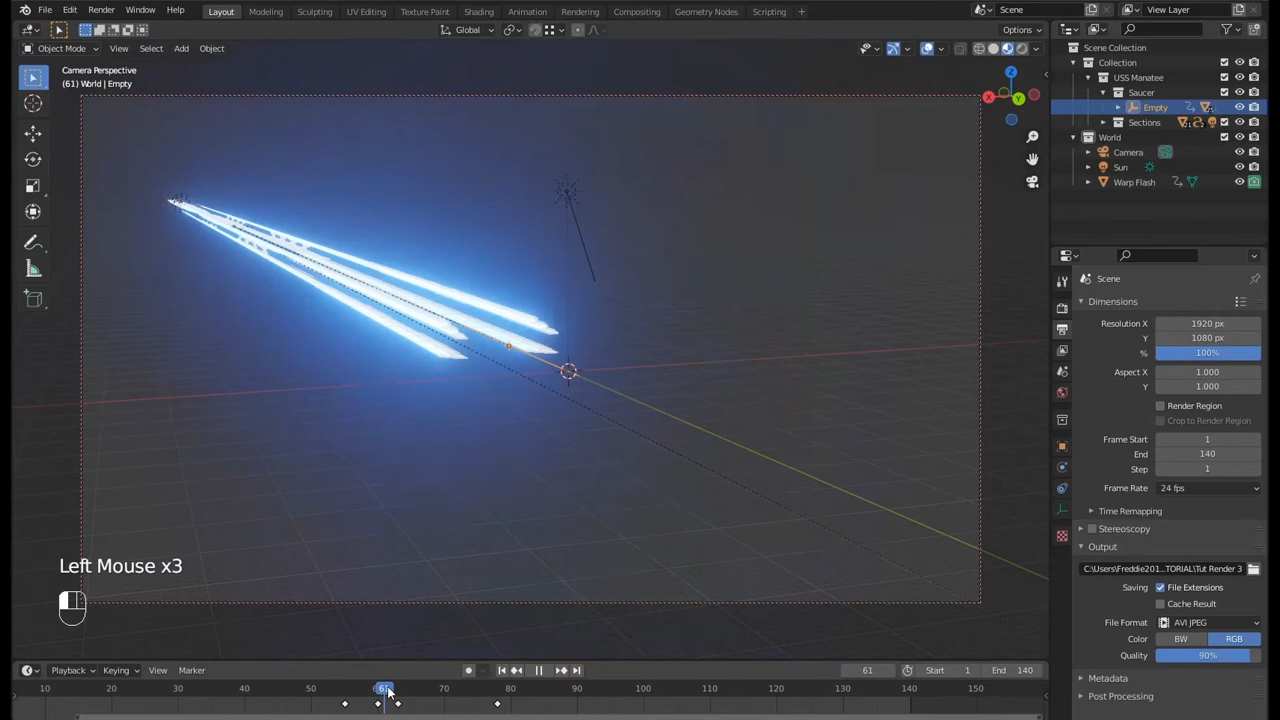 File Edit Render Window Help
Layout Modeling Sculpting UV Editing Texture Paint Shading Animation Rendering Compositing Geometry Nodes Scripting
Scene
View Layer
Global
Options
Object Mode View Select Add Object
Camera Perspective
(61) World | Empty
Z
X
Y
Scene Collection
Collection
USS Manatee
Saucer
Empty
Sections
World
Camera
Sun
Warp Flash
Scene
Dimensions
Resolution X 1920 px
Y 1080 px
% 100%
Aspect X 1.000
Y 1.000
Render Region
Crop to Render Region
Frame Start 1
End 140
Step 1
Frame Rate 24 fps
Time Remapping
Stereoscopy
Output
C:\Users\Freddie201...TORIAL\Tut Render 3
Saving File Extensions
Cache Result
File Format AVI JPEG
Color BW RGB
Quality 90%
Metadata
Post Processing
Left Mouse x3
Playback Keying View Marker
61 Start 1 End 140
10 20 30 40 50 61 70 80 90 100 110 120 130 140 150